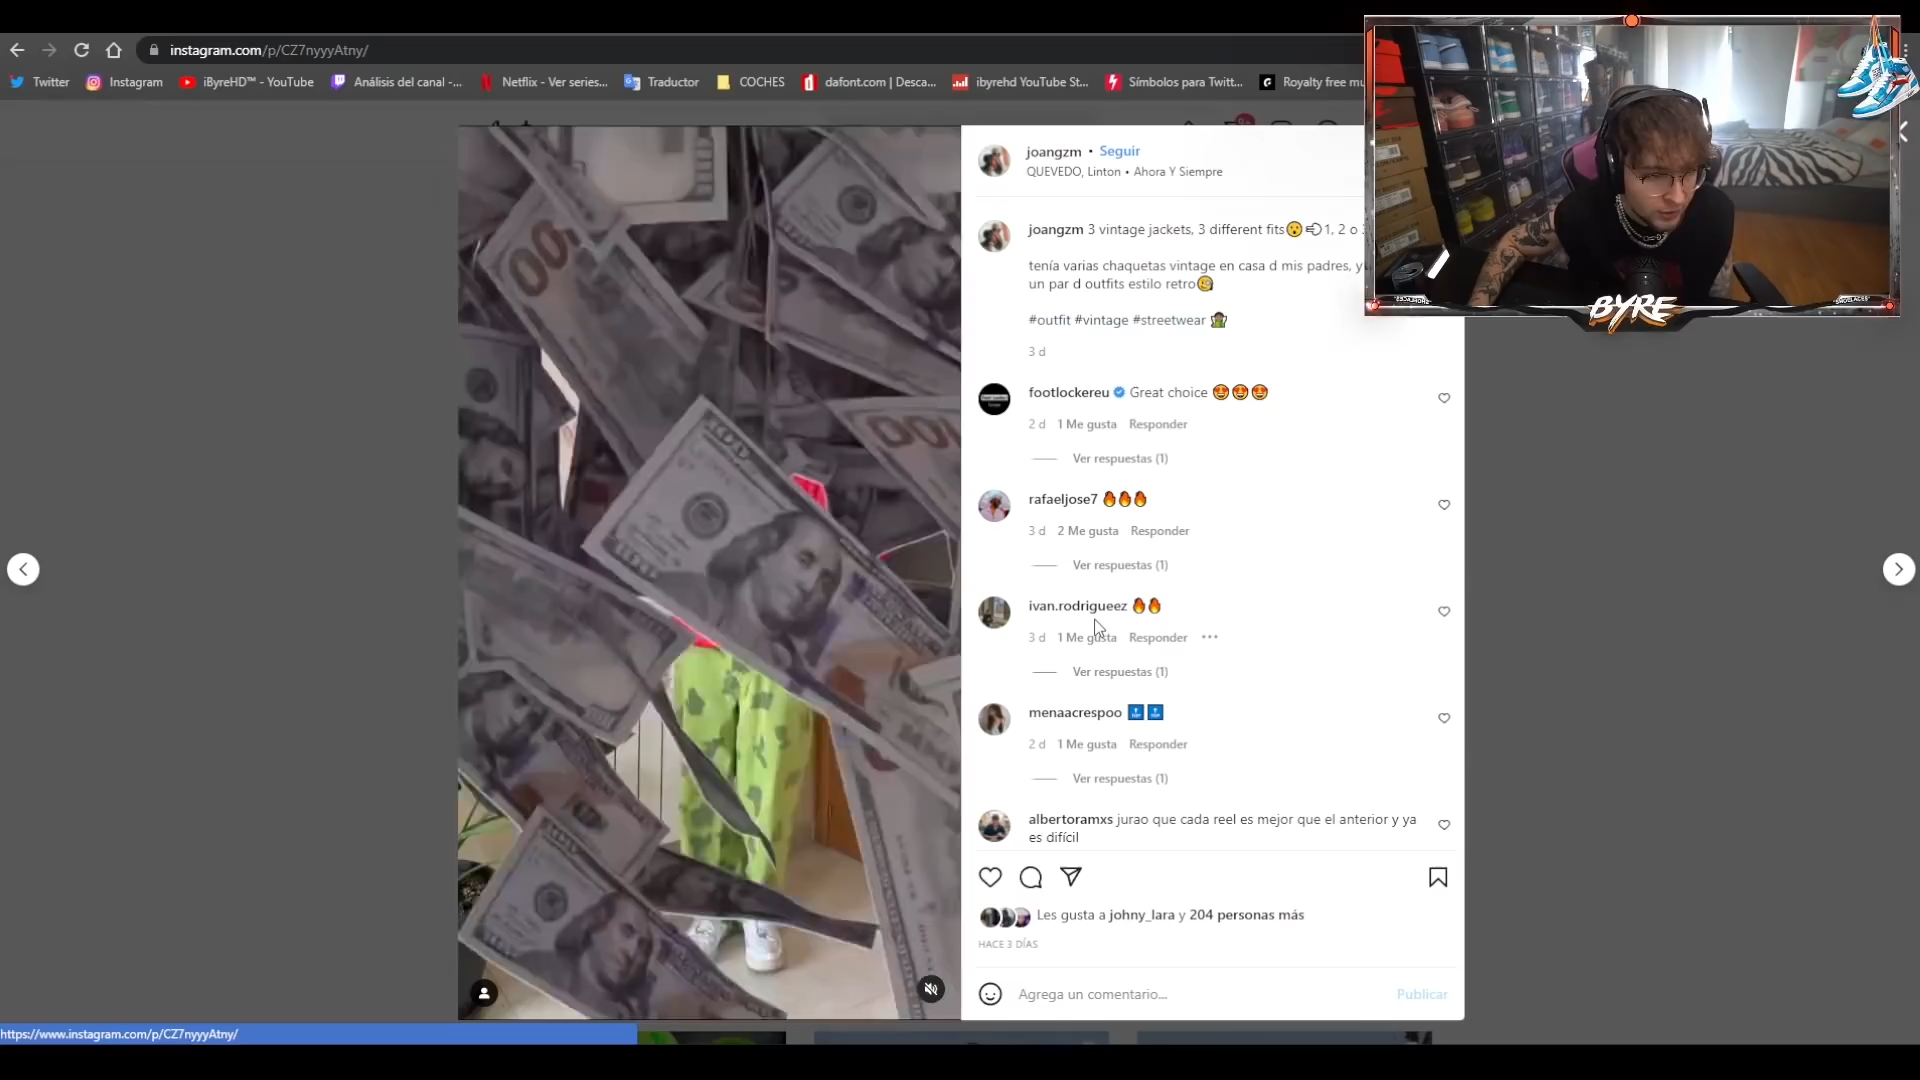 instagram.com/p/CZ7nyyyAtny/
Twitter
Instagram
iByreHD™ - YouTube
Análisis del canal -...
Netflix - Ver series...
Traductor
COCHES
dafont.com | Desca...
ibyrehd YouTube St...
Símbolos para Twitt...
Royalty free mu
joangzm • Seguir
QUEVEDO, Linton • Ahora Y Siempre
joangzm 3 vintage jackets, 3 different fits😮💨1, 2 o 3
tenía varias chaquetas vintage en casa d mis padres, y
un par d outfits estilo retro🧐
#outfit #vintage #streetwear
3 d
footlockereu Great choice 😍😍😍
2 d 1 Me gusta Responder
Ver respuestas (1)
rafaeljose7 🔥🔥🔥
3 d 2 Me gusta Responder
Ver respuestas (1)
ivan.rodrigueez 🔥🔥
3 d 1 Me gusta Responder •••
Ver respuestas (1)
menaacrespoo 🔝🔝
2 d 1 Me gusta Responder
Ver respuestas (1)
albertoramxs jurao que cada reel es mejor que el anterior y ya
es difícil
Les gusta a johny_lara y 204 personas más
HACE 3 DÍAS
Agrega un comentario...
Publicar
https://www.instagram.com/p/CZ7nyyyAtny/
BYRE
100